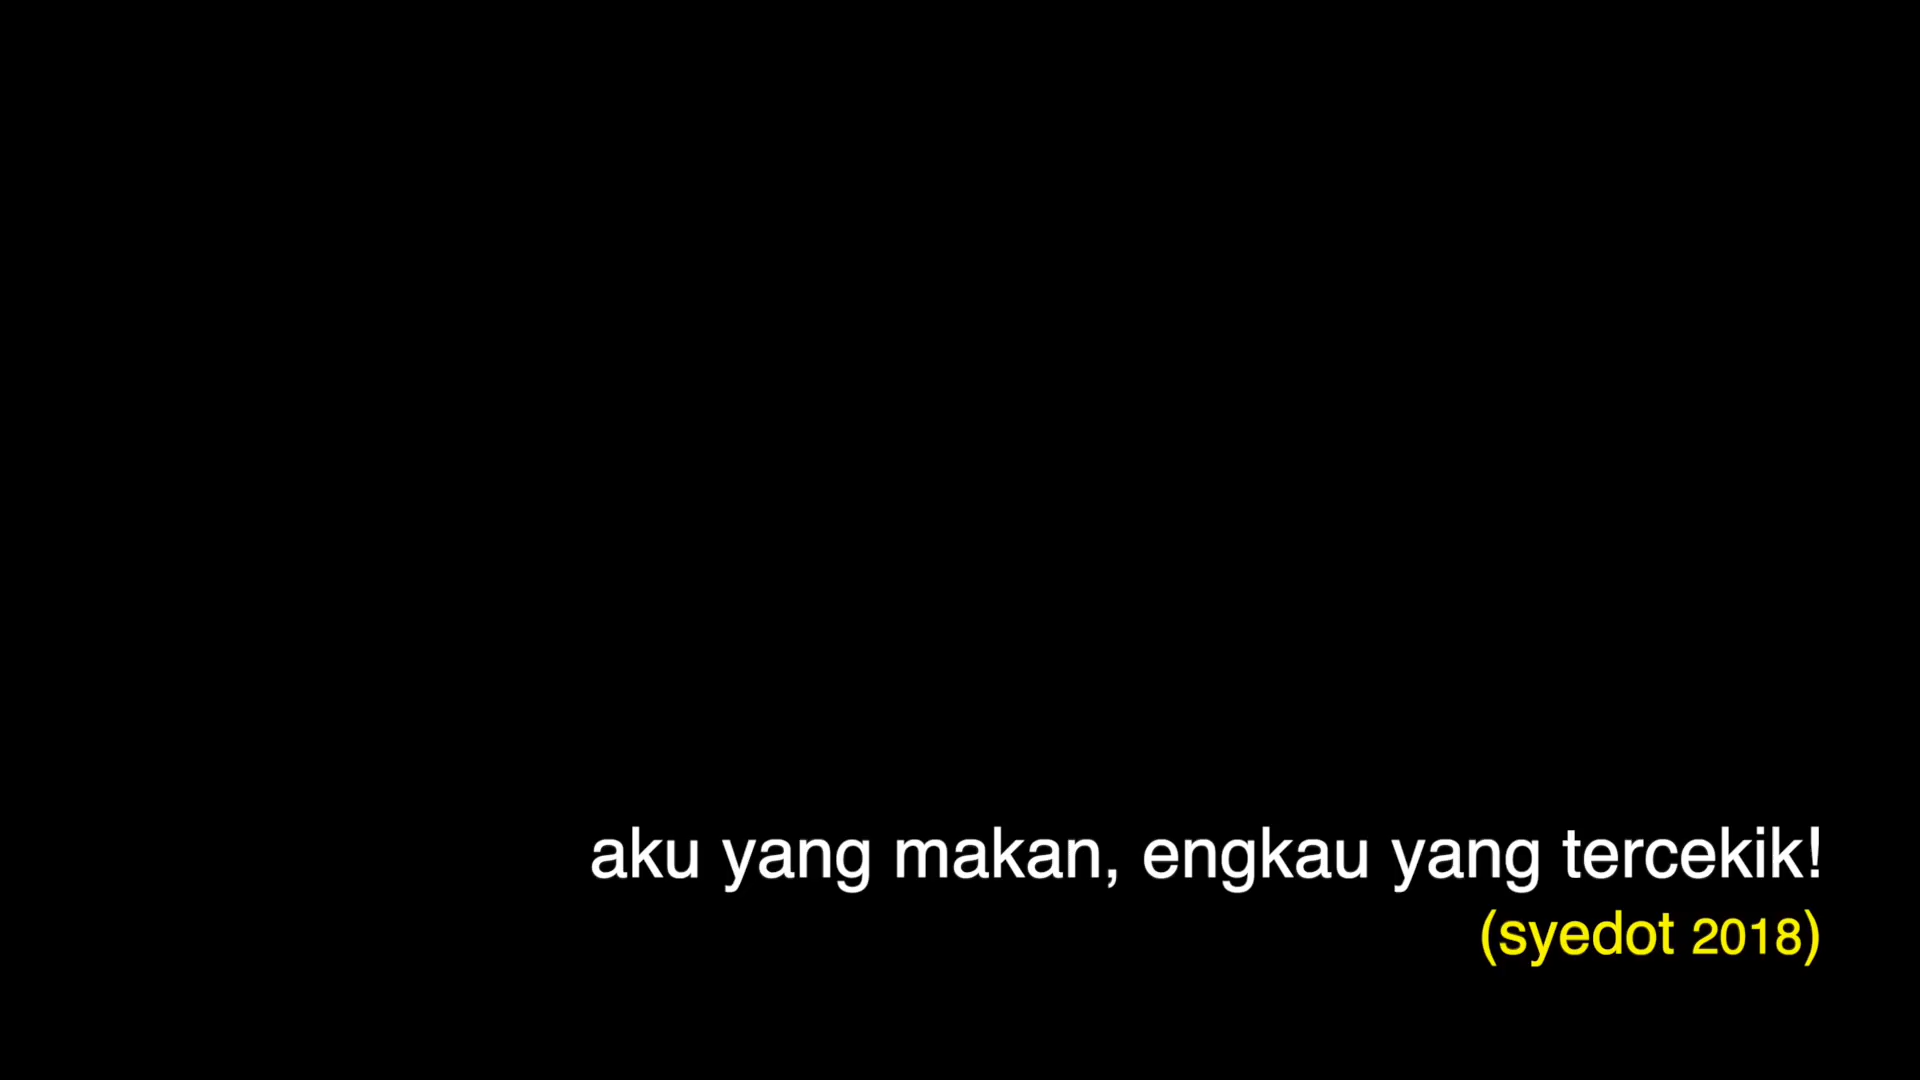 aku yang makan, engkau yang tercekik!
(syedot 2018)